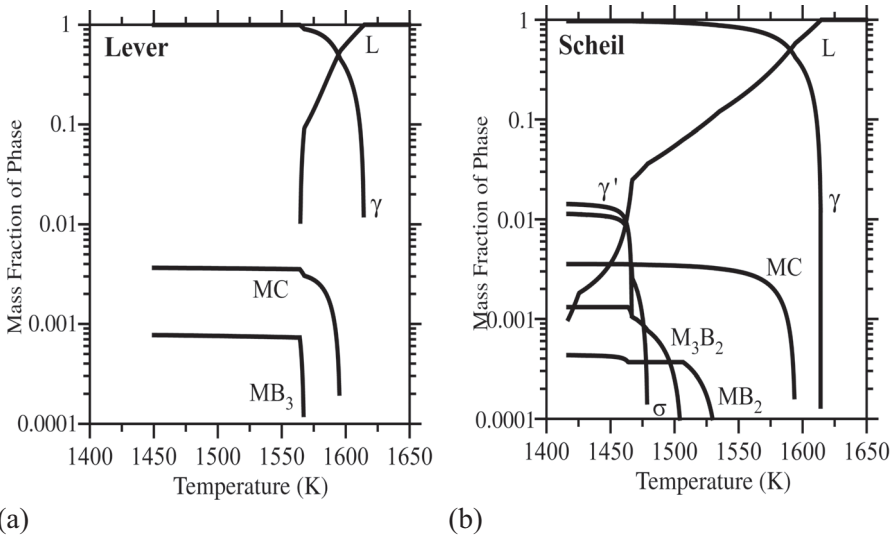 1
0.1
0.01
0.001
0.0001
Mass Fraction of Phase
Lever
L
γ
MC
MB3
1400 1450 1500 1550 1600 1650
Temperature (K)
(a)
1
0.1
0.01
0.001
0.0001
Mass Fraction of Phase
Scheil
L
γ'
γ
MC
M3B2
σ
MB2
1400 1450 1500 1550 1600 1650
Temperature (K)
(b)